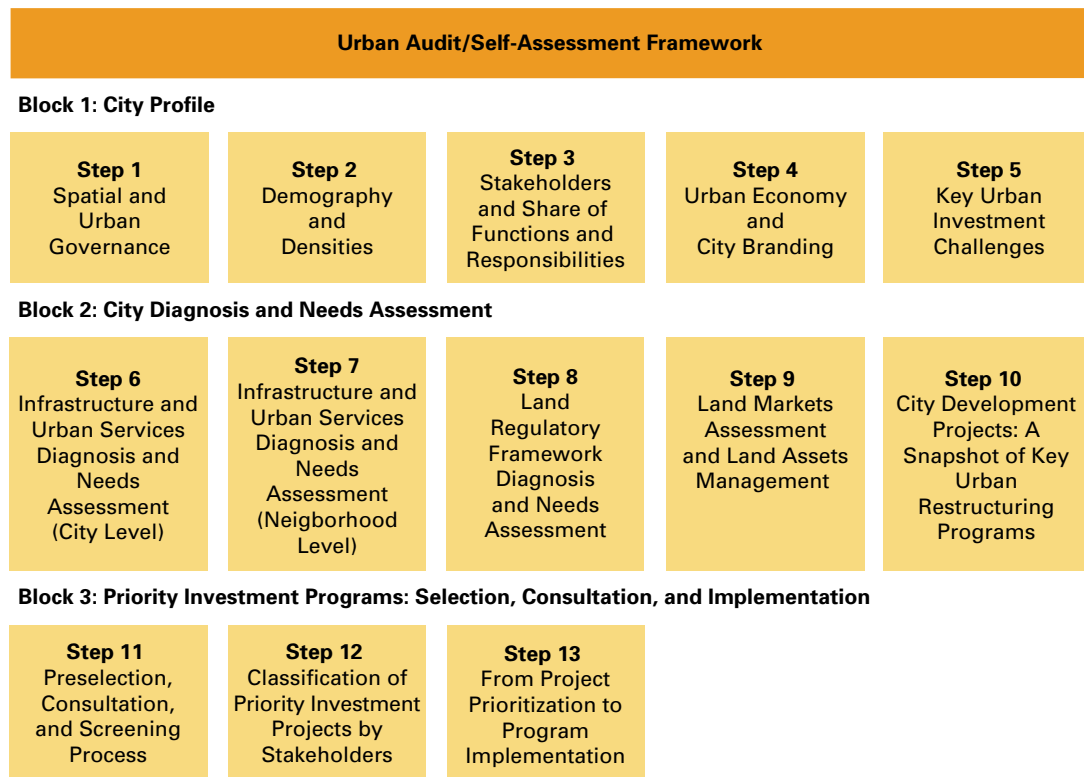 Urban Audit/Self-Assessment Framework
Block 1: City Profile
Step 1
Spatial and
Urban
Governance
Step 2
Demography
and
Densities
Step 3
Stakeholders
and Share of
Functions and
Responsibilities
Step 4
Urban Economy
and
City Branding
Step 5
Key Urban
Investment
Challenges
Block 2: City Diagnosis and Needs Assessment
Step 6
Infrastructure and
Urban Services
Diagnosis and
Needs
Assessment
(City Level)
Step 7
Infrastructure and
Urban Services
Diagnosis and
Needs
Assessment
(Neigborhood
Level)
Step 8
Land
Regulatory
Framework
Diagnosis
and Needs
Assessment
Step 9
Land Markets
Assessment
and Land Assets
Management
Step 10
City Development
Projects: A
Snapshot of Key
Urban
Restructuring
Programs
Block 3: Priority Investment Programs: Selection, Consultation, and Implementation
Step 11
Preselection,
Consultation,
and Screening
Process
Step 12
Classification of
Priority Investment
Projects by
Stakeholders
Step 13
From Project
Prioritization to
Program
Implementation